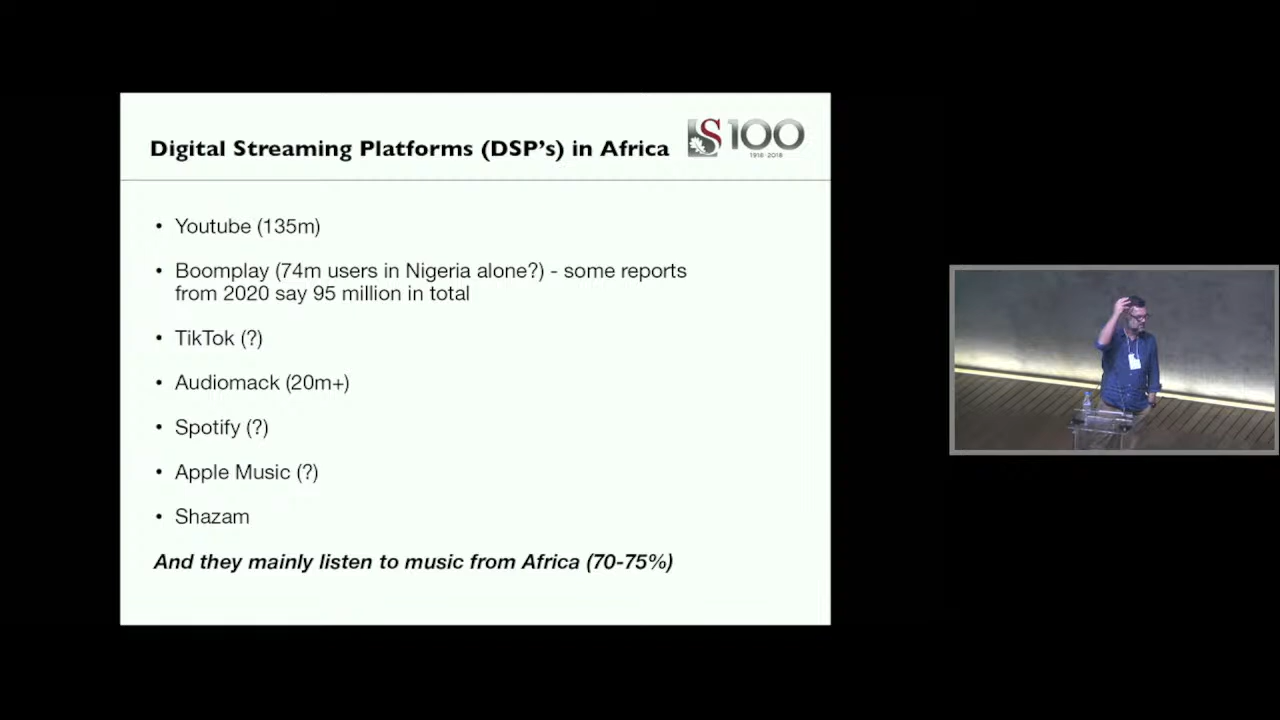 Digital Streaming Platforms (DSP's) in Africa
S100
1918·2018
• Youtube (135m)
• Boomplay (74m users in Nigeria alone?) - some reports
from 2020 say 95 million in total
• TikTok (?)
• Audiomack (20m+)
• Spotify (?)
• Apple Music (?)
• Shazam
And they mainly listen to music from Africa (70-75%)